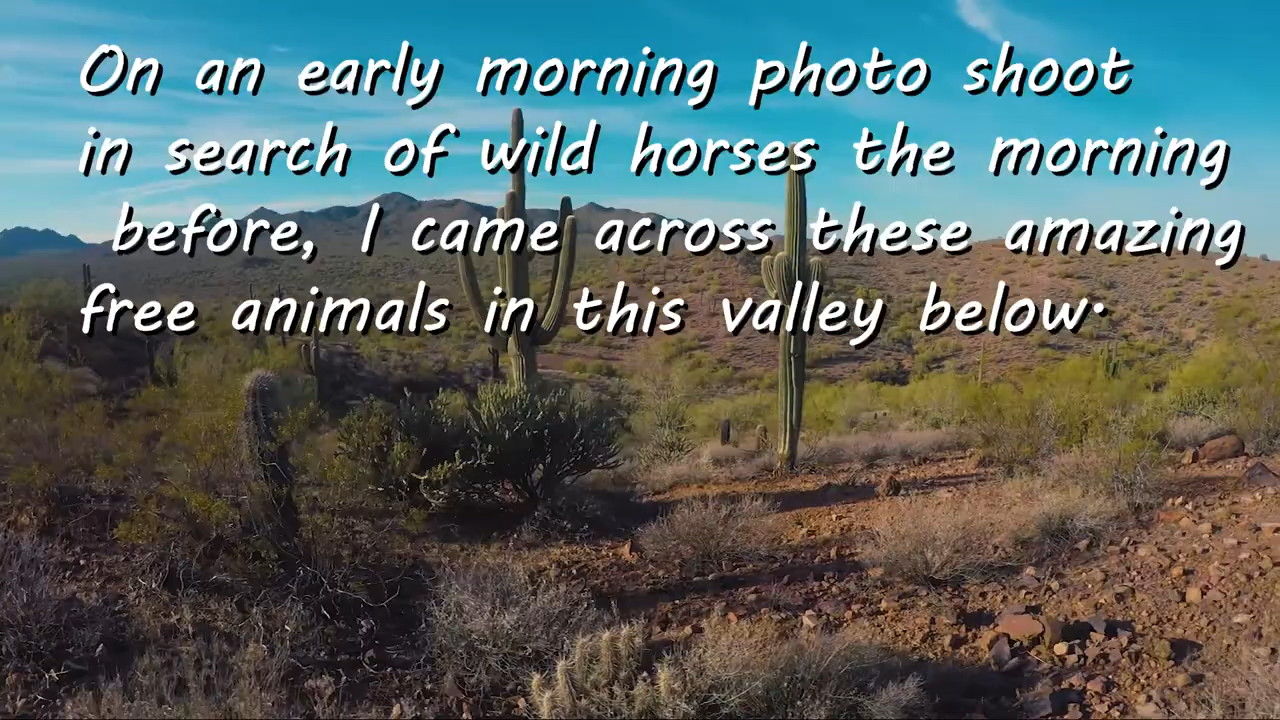 On an early morning photo shoot
in search of wild horses the morning
before, I came across these amazing
free animals in this valley below.